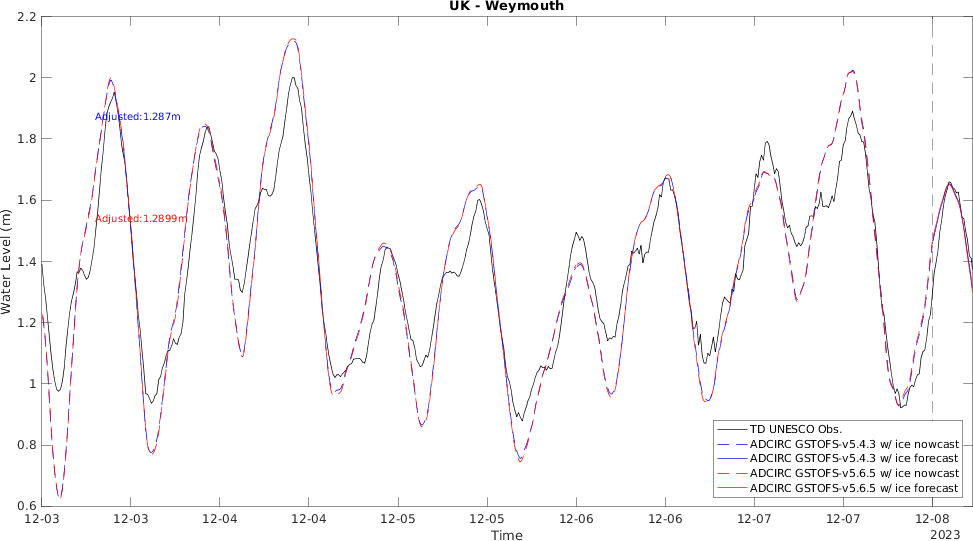 UK - Weymouth
2.2
2
1.8
1.6
1.4
1.2
1
0.8
0.6
Water Level (m)
Adjusted:1.287m
Adjusted:1.2899m
TD UNESCO Obs.
ADCIRC GSTOFS-v5.4.3 w/ ice nowcast
ADCIRC GSTOFS-v5.4.3 w/ ice forecast
ADCIRC GSTOFS-v5.6.5 w/ ice nowcast
ADCIRC GSTOFS-v5.6.5 w/ ice forecast
12-03 12-03 12-04 12-04 12-05 12-05 12-06 12-06 12-07 12-07 12-08
Time
2023